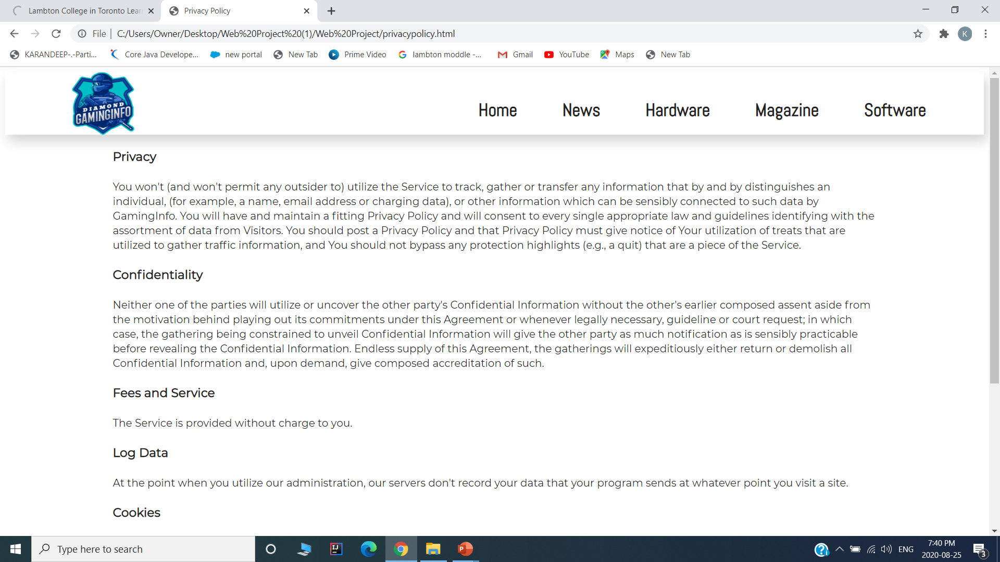 Lambton College in Toronto Lear
Privacy Policy
File | C:/Users/Owner/Desktop/Web%20Project%20(1)/Web%20Project/privacypolicy.html
K
KARANDEEP-.-Parti...
Core Java Develope...
new portal
New Tab
Prime Video
lambton moddle -...
Gmail
YouTube
Maps
New Tab
DIAMOND
GAMINGINFO
Home
News
Hardware
Magazine
Software
Privacy
You won't (and won't permit any outsider to) utilize the Service to track, gather or transfer any information that by and by distinguishes an
individual, (for example, a name, email address or charging data), or other information which can be sensibly connected to such data by
GamingInfo. You will have and maintain a fitting Privacy Policy and will consent to every single appropriate law and guidelines identifying with the
assortment of data from Visitors. You should post a Privacy Policy and that Privacy Policy must give notice of Your utilization of treats that are
utilized to gather traffic information, and You should not bypass any protection highlights (e.g., a quit) that are a piece of the Service.
Confidentiality
Neither one of the parties will utilize or uncover the other party's Confidential Information without the other's earlier composed assent aside from
the motivation behind playing out its commitments under this Agreement or whenever legally necessary, guideline or court request; in which
case, the gathering being constrained to unveil Confidential Information will give the other party as much notification as is sensibly practicable
before revealing the Confidential Information. Endless supply of this Agreement, the gatherings will expeditiously either return or demolish all
Confidential Information and, upon demand, give composed accreditation of such.
Fees and Service
The Service is provided without charge to you.
Log Data
At the point when you utilize our administration, our servers don't record your data that your program sends at whatever point you visit a site.
Cookies
Type here to search
IJ
P
ENG
7:40 PM
2020-08-25
3